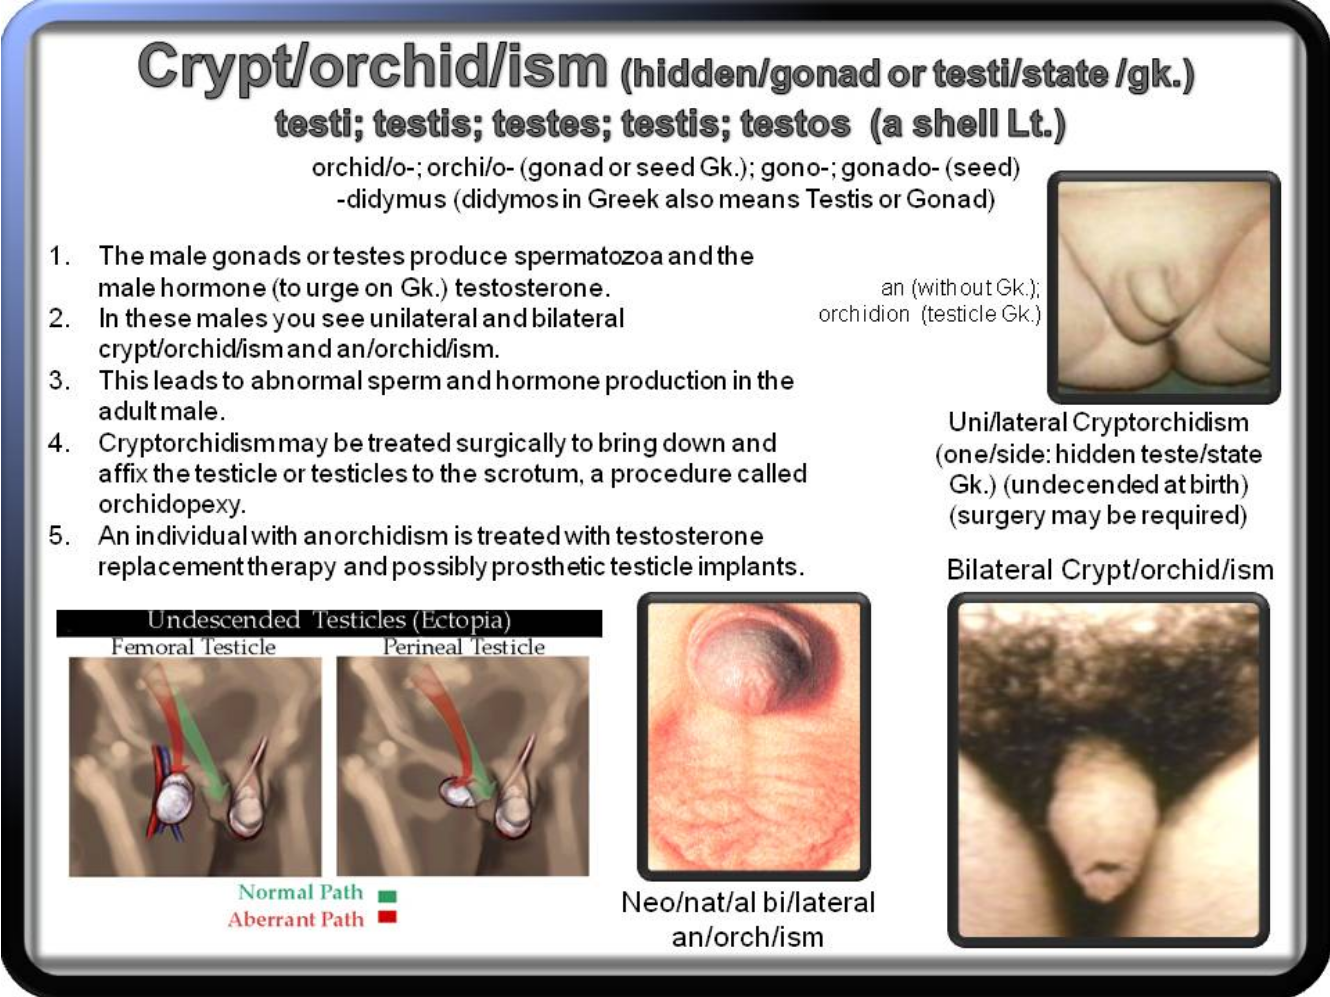 Crypt/orchid/ism (hidden/gonad or testi/state /gk.)
testi; testis; testes; testis; testos (a shell Lt.)
orchid/o-; orchi/o- (gonad or seed Gk.); gono-; gonado- (seed)
-didymus (didymos in Greek also means Testis or Gonad)
1. The male gonads or testes produce spermatozoa and the
male hormone (to urge on Gk.) testosterone.
2. In these males you see unilateral and bilateral
crypt/orchid/ism and an/orchid/ism.
3. This leads to abnormal sperm and hormone production in the
adult male.
4. Cryptorchidism may be treated surgically to bring down and
affix the testicle or testicles to the scrotum, a procedure called
orchidopexy.
5. An individual with anorchidism is treated with testosterone
replacement therapy and possibly prosthetic testicle implants.
an (without Gk.);
orchidion (testicle Gk.)
Uni/lateral Cryptorchidism
(one/side: hidden teste/state
Gk.) (undecended at birth)
(surgery may be required)
Bilateral Crypt/orchid/ism
Undescended Testicles (Ectopia)
Femoral Testicle
Perineal Testicle
Normal Path
Aberrant Path
Neo/nat/al bi/lateral
an/orch/ism